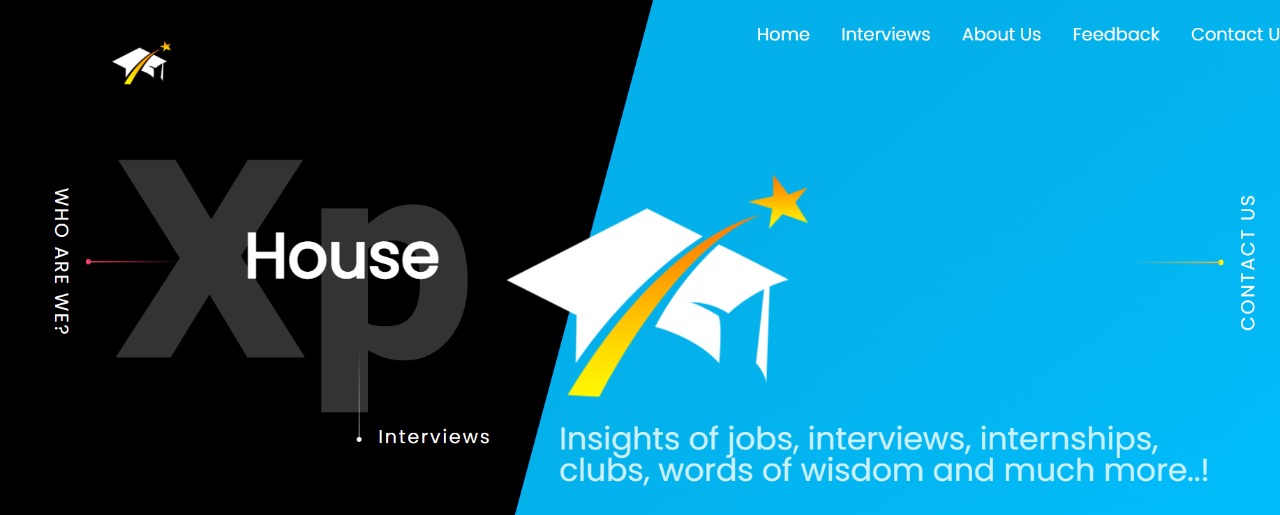 Home Interviews About Us Feedback Contact U
WHO ARE WE?
Xp
House
CONTACT US
Interviews
Insights of jobs, interviews, internships,
clubs, words of wisdom and much more..!